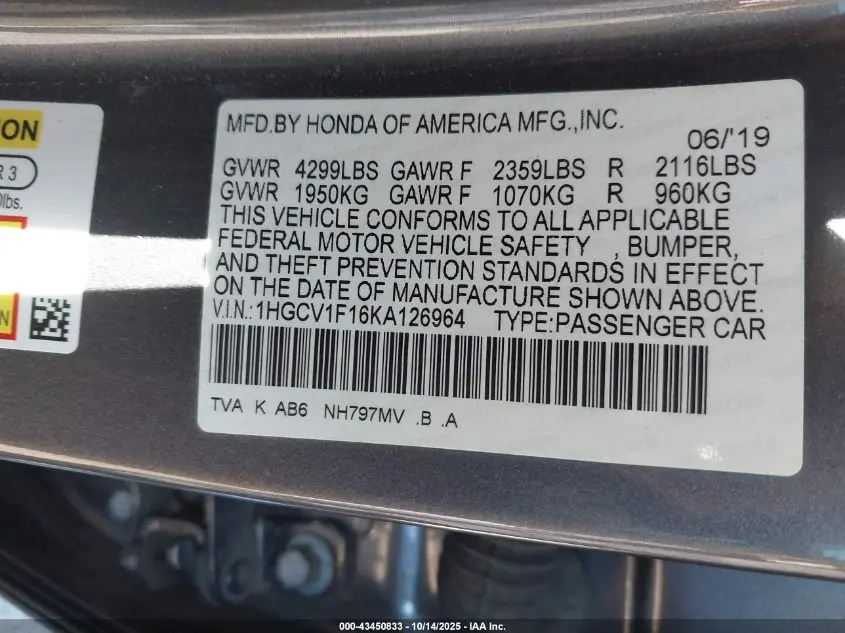 ION
R 3
0lbs.
N
MFD.BY HONDA OF AMERICA MFG.,INC.
06/'19
GVWR 4299LBS GAWR F 2359LBS R 2116LBS
GVWR 1950KG GAWR F 1070KG R 960KG
THIS VEHICLE CONFORMS TO ALL APPLICABLE
FEDERAL MOTOR VEHICLE SAFETY , BUMPER,
AND THEFT PREVENTION STANDARDS IN EFFECT
ON THE DATE OF MANUFACTURE SHOWN ABOVE.
V.I.N.:1HGCV1F16KA126964 TYPE:PASSENGER CAR
TVA K AB6 NH797MV .B .A
000-43450833 - 10/14/2025 - IAA Inc.